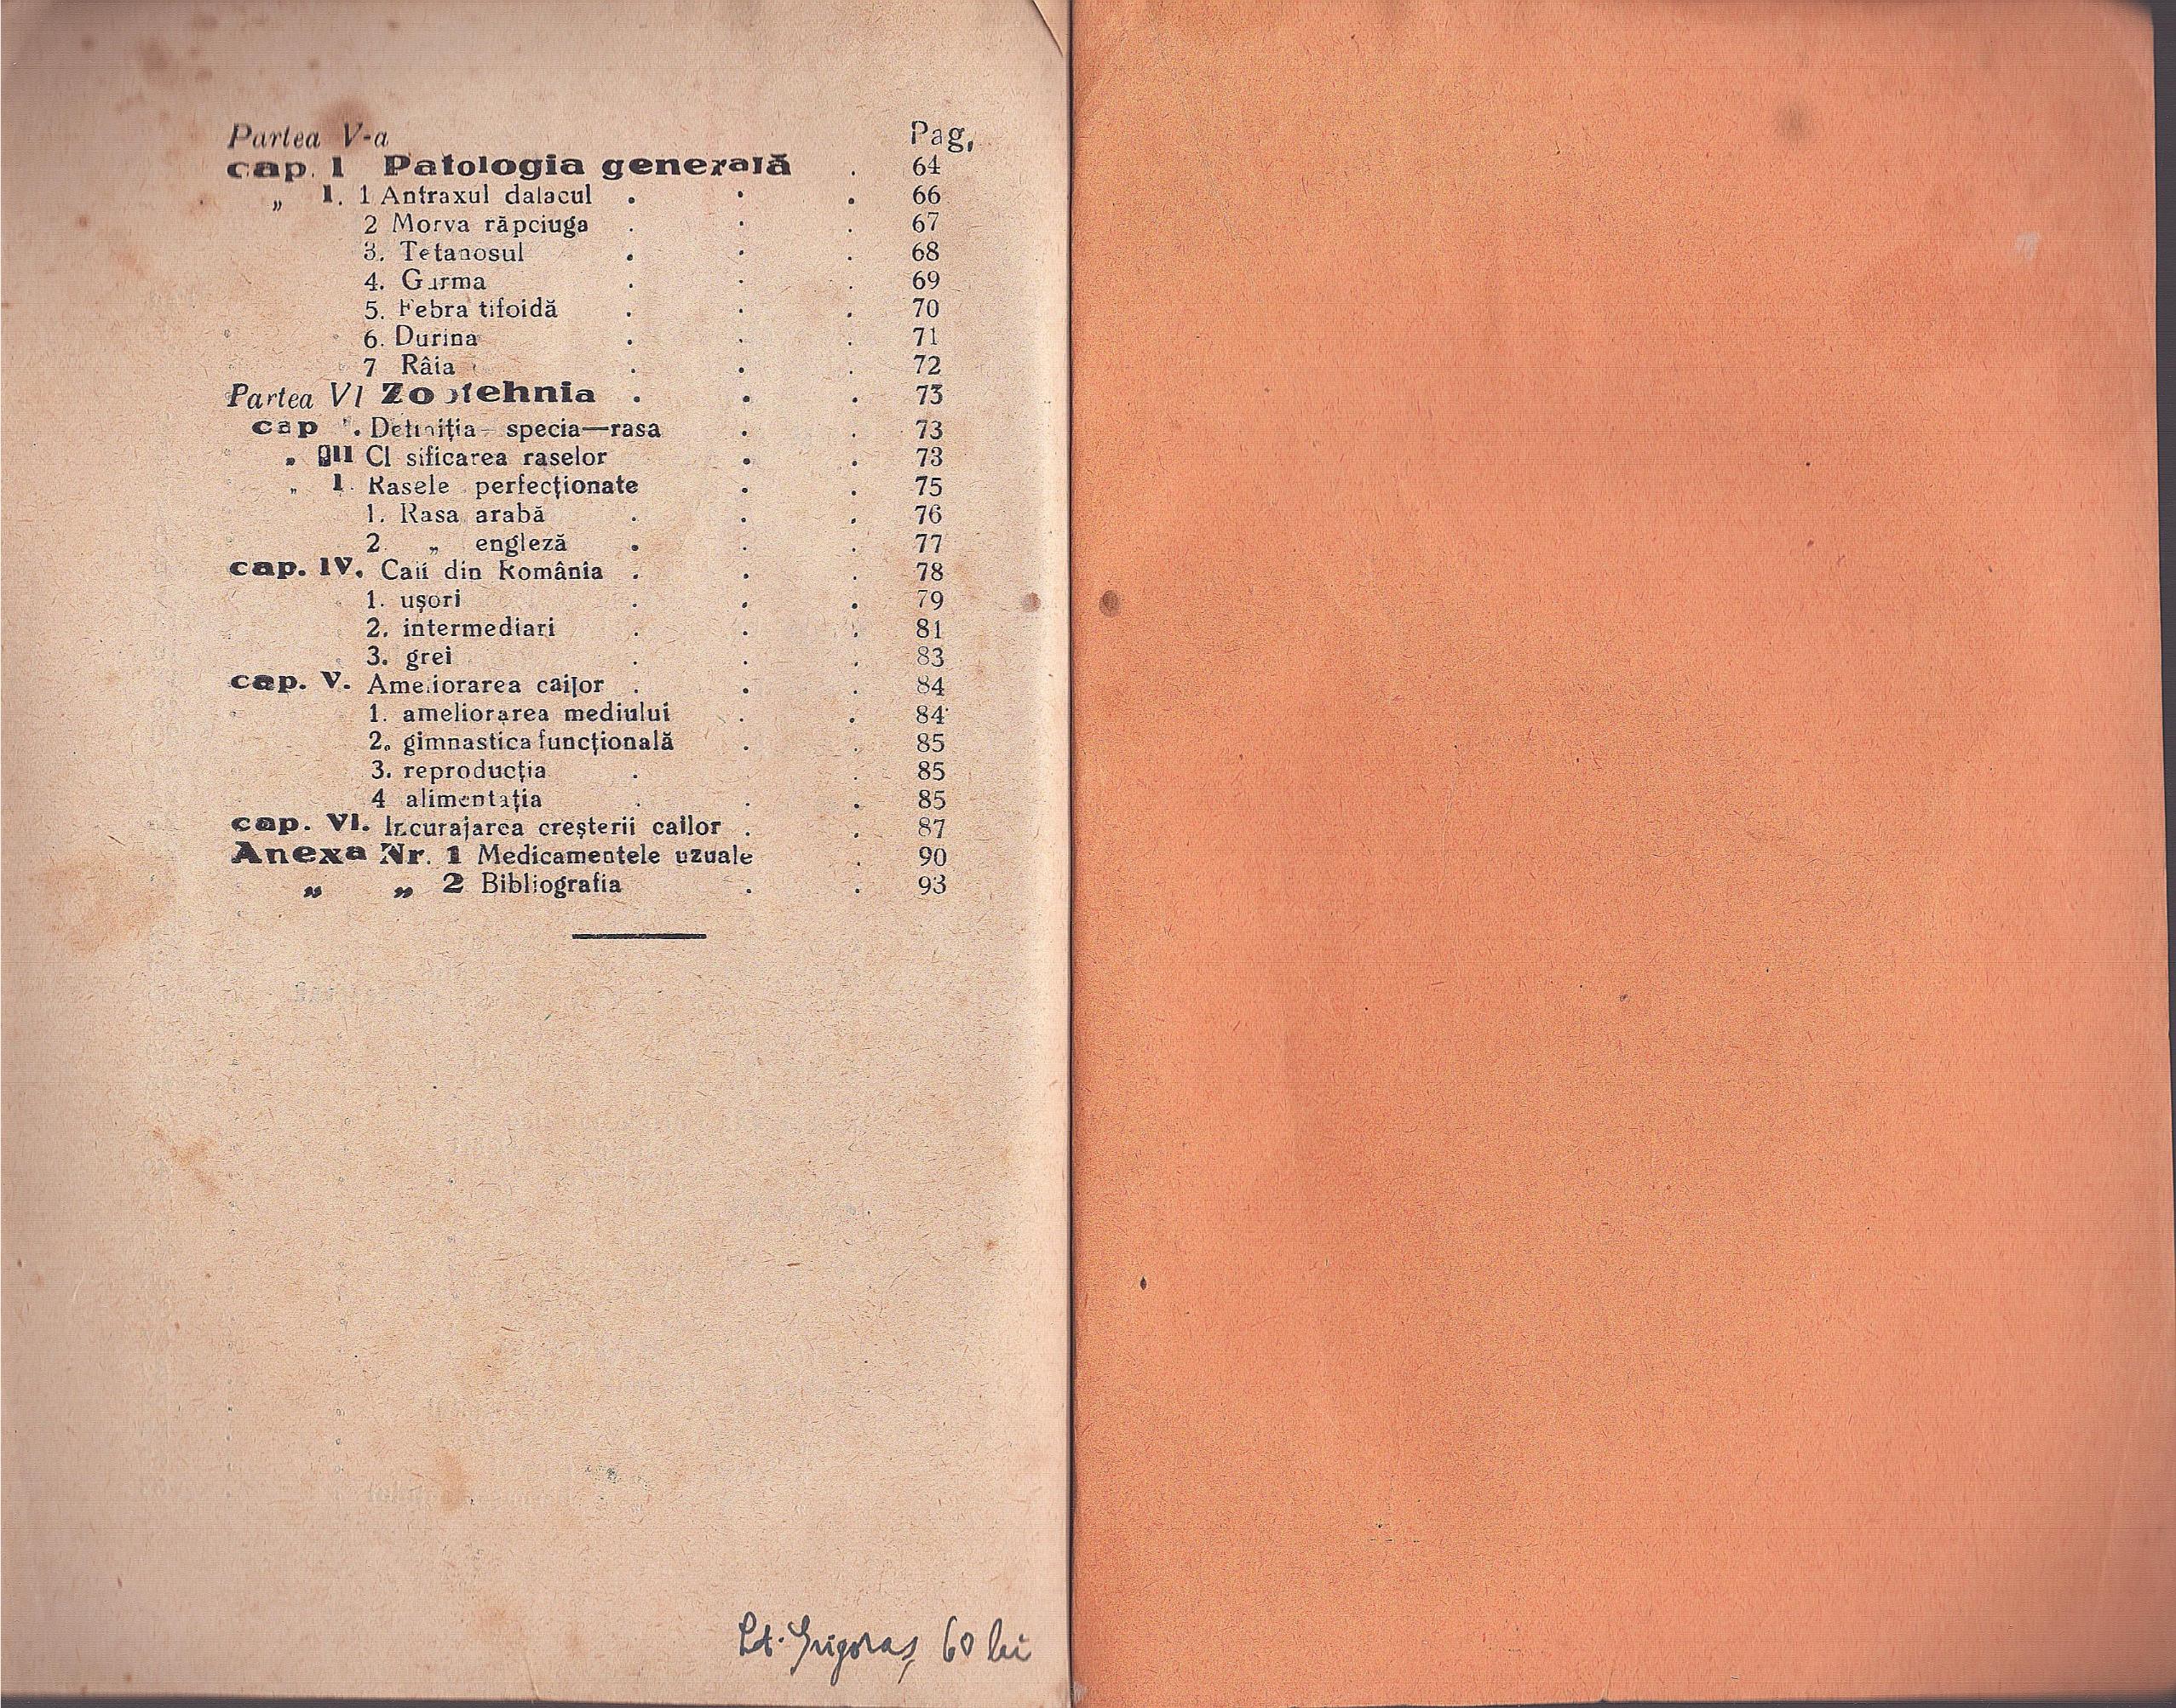 Partea V-a Pag,
cap. I Patologia generală . 64
„ I. 1 Antraxul dalacul . . . 66
2 Morva răpciuga . . . 67
3. Tetanosul . . . 68
4. Gurma . . . 69
5. Febra tifoidă . . . 70
6. Durina . . . 71
7 Râia . . . 72
Partea VI Zootehnia . . . 73
cap . Definiția— specia—rasa . . 73
„ II Cl sificarea raselor . . 73
„ I. Rasele perfecționate . . 75
1. Rasa arabă . . . 76
2 „ engleză . . . 77
cap. IV. Caii din România . . . 78
1. ușori . . . 79
2. intermediari . . . 81
3. grei . . . 83
cap. V. Ameliorarea cailor . . . 84
1. ameliorarea mediului . . 84
2. gimnastica funcțională . . 85
3. reproducția . . 85
4 alimentația . . . 85
cap. VI. Incurajarea creșterii cailor . . 87
Anexa Nr. 1 Medicamentele uzuale . 90
„ „ 2 Bibliografia . . 93
Lt. Grigoraș 60 lei